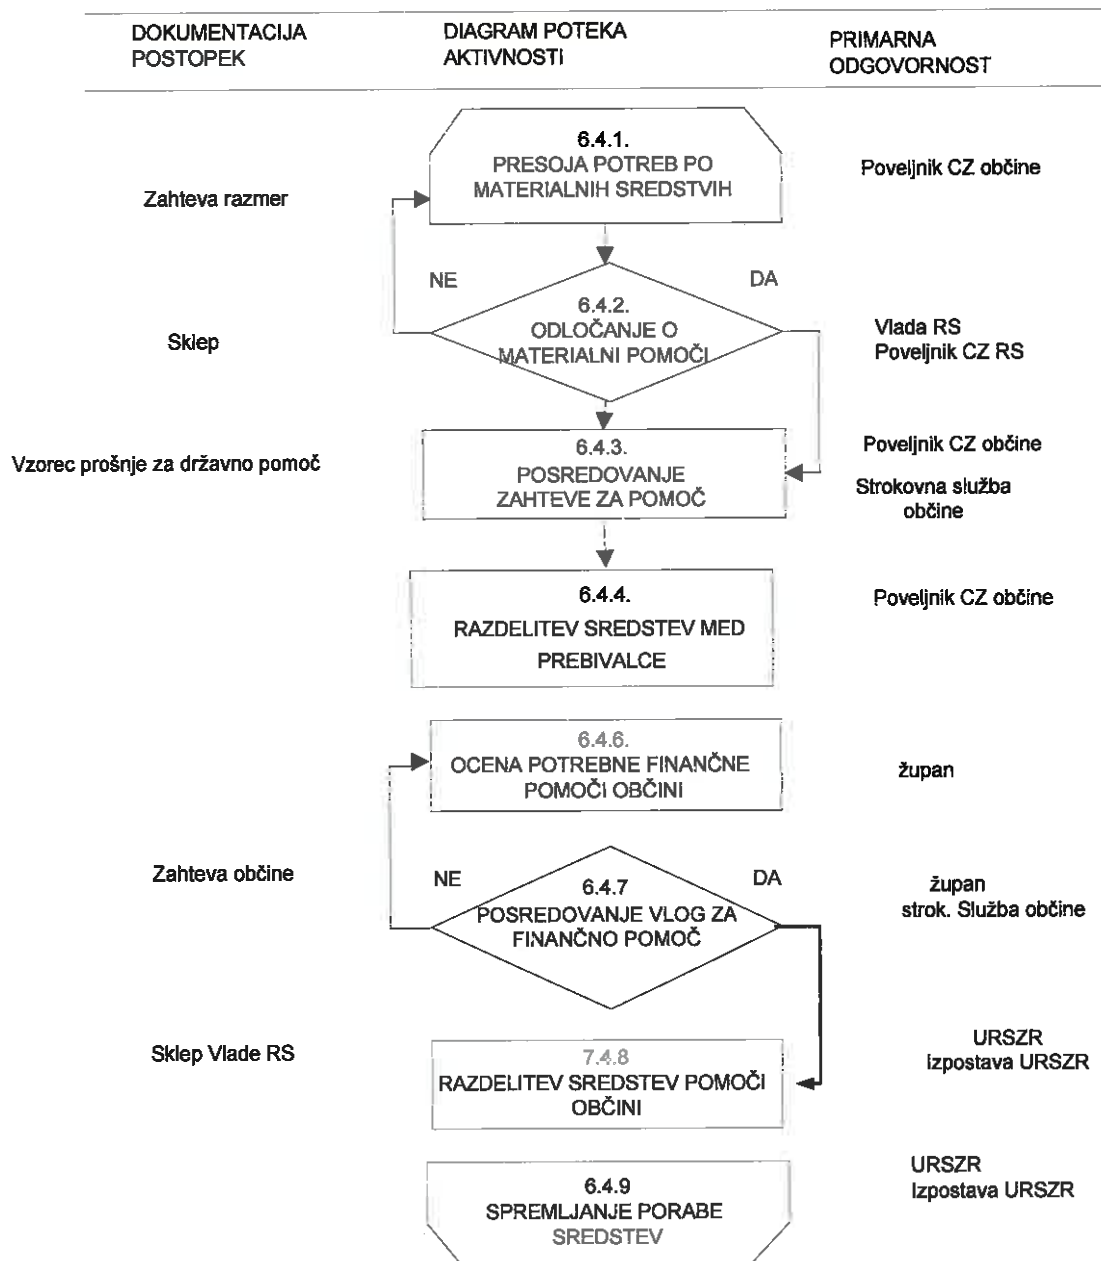 DOKUMENTACIJA
POSTOPEK
DIAGRAM POTEKA
AKTIVNOSTI
PRIMARNA
ODGOVORNOST
6.4.1.
PRESOJA POTREB PO
MATERIALNIH SREDSTVIH
Poveljnik CZ občine
Zahteva razmer
NE
DA
6.4.2.
ODLOČANJE O
MATERIALNI POMOČI
Sklep
Vlada RS
Poveljnik CZ RS
6.4.3.
POSREDOVANJE
ZAHTEVE ZA POMOČ
Vzorec prošnje za državno pomoč
Poveljnik CZ občine
Strokovna služba
občine
6.4.4.
RAZDELITEV SREDSTEV MED
PREBIVALCE
Poveljnik CZ občine
6.4.6.
OCENA POTREBNE FINANČNE
POMOČI OBČINI
župan
Zahteva občine
NE
DA
6.4.7
POSREDOVANJE VLOG ZA
FINANČNO POMOČ
župan
strok. Služba občine
Sklep Vlade RS
7.4.8
RAZDELITEV SREDSTEV POMOČI
OBČINI
URSZR
Izpostava URSZR
6.4.9
SPREMLJANJE PORABE
SREDSTEV
URSZR
Izpostava URSZR